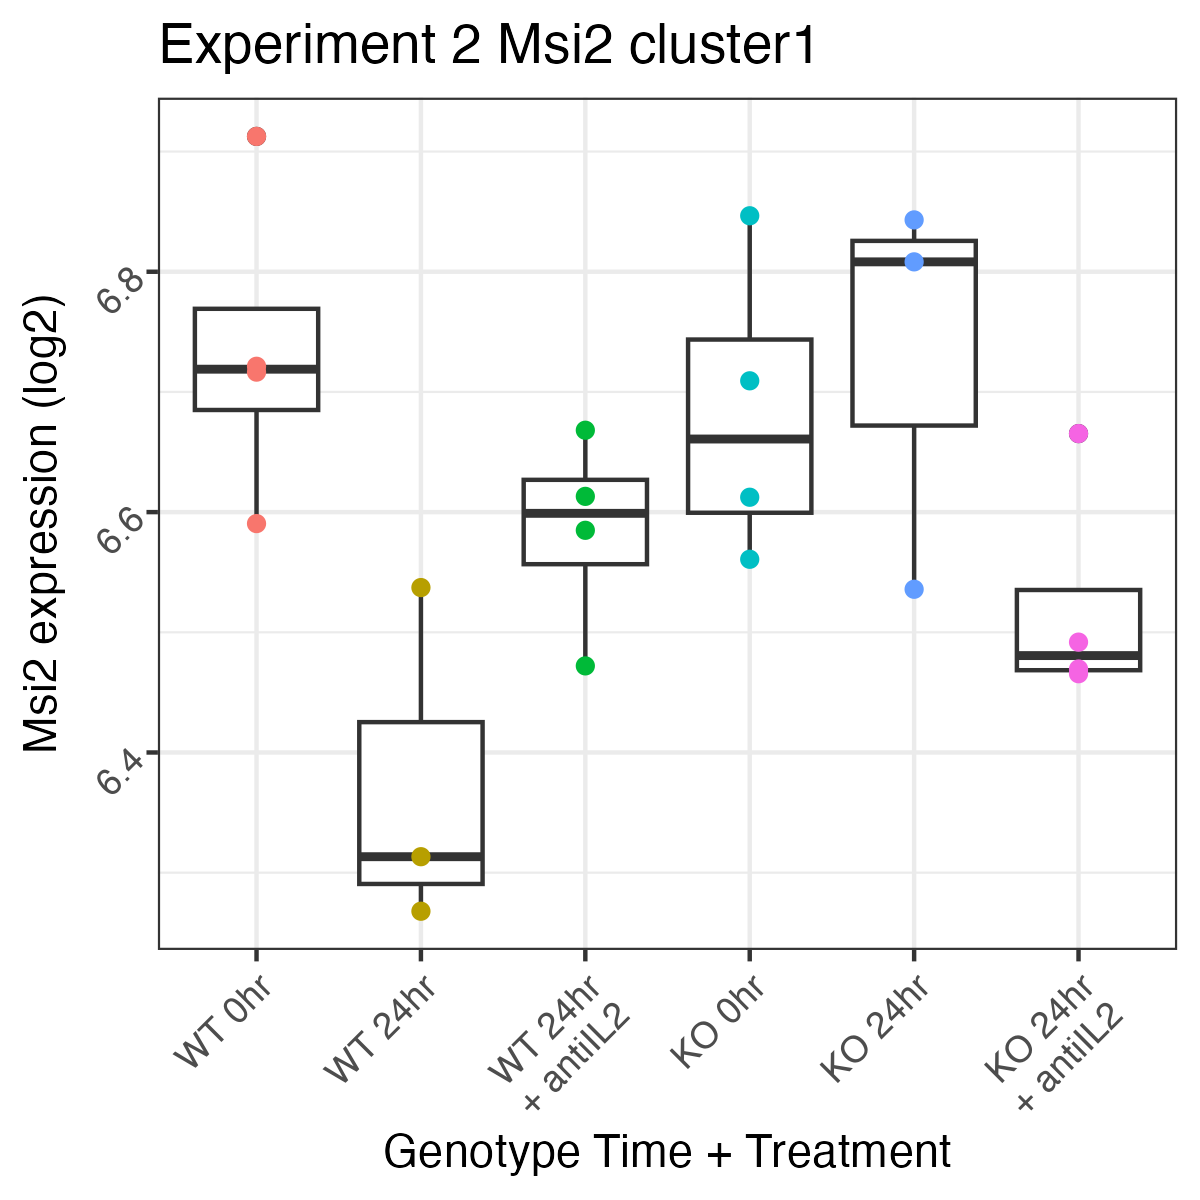 Experiment 2 Msi2 cluster1
Msi2 expression (log2)
6.8
6.6
6.4
WT 0hr
WT 24hr
WT 24hr
+ antiIL2
KO 0hr
KO 24hr
KO 24hr
+ antiIL2
Genotype Time + Treatment